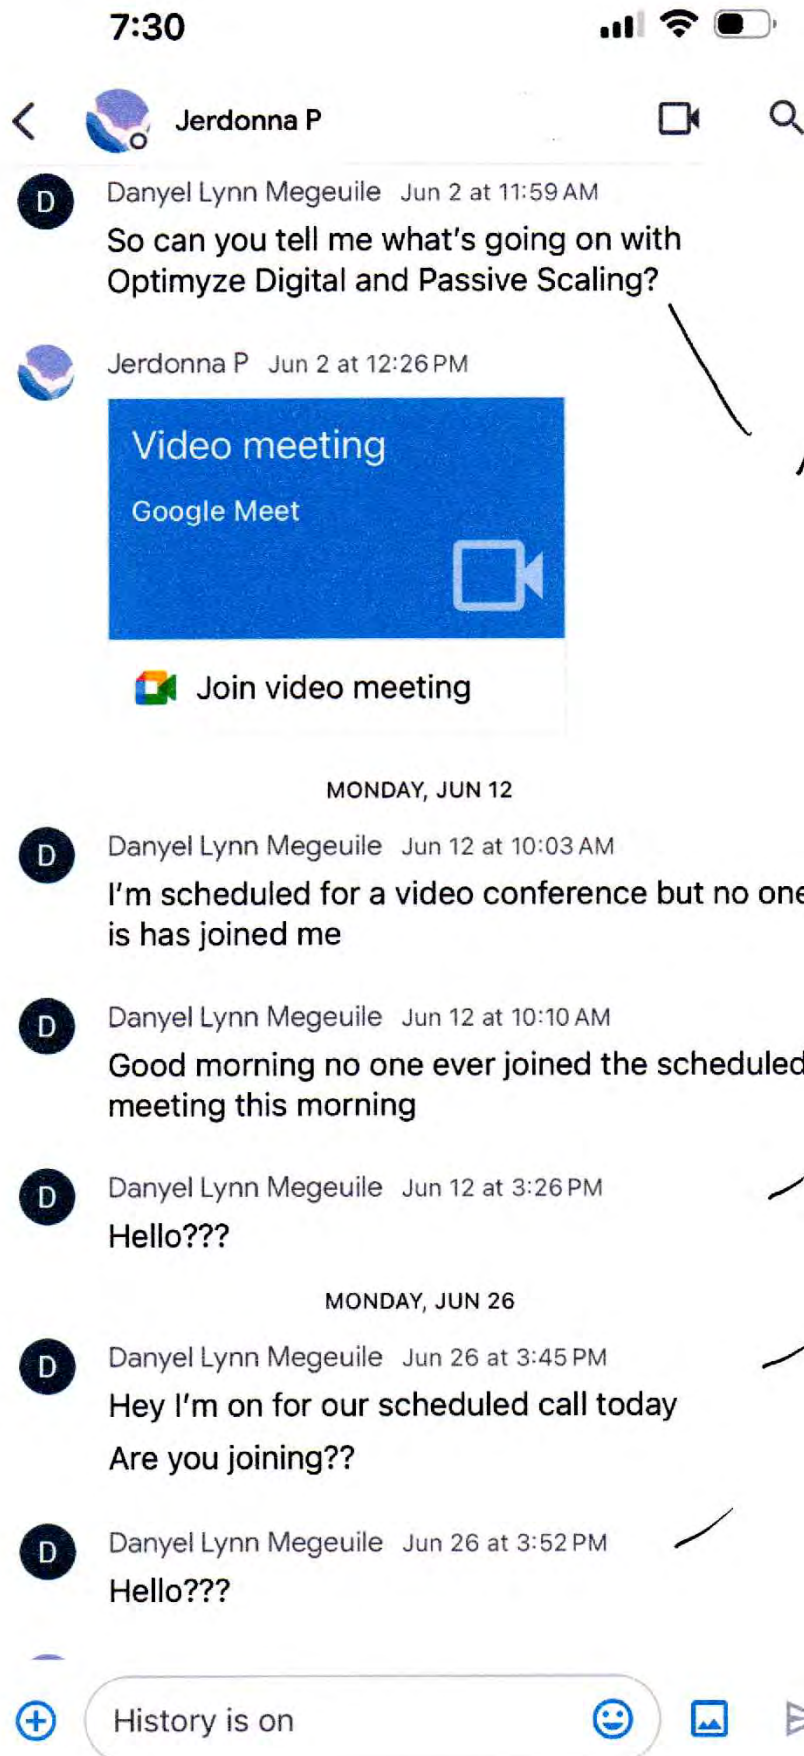 7:30
Jerdonna P
D
Danyel Lynn Megeuile Jun 2 at 11:59 AM
So can you tell me what's going on with
Optimyze Digital and Passive Scaling?
Jerdonna P Jun 2 at 12:26 PM
Video meeting
Google Meet
Join video meeting
MONDAY, JUN 12
D
Danyel Lynn Megeuile Jun 12 at 10:03 AM
I'm scheduled for a video conference but no one
is has joined me
D
Danyel Lynn Megeuile Jun 12 at 10:10 AM
Good morning no one ever joined the scheduled
meeting this morning
D
Danyel Lynn Megeuile Jun 12 at 3:26 PM
Hello???
MONDAY, JUN 26
D
Danyel Lynn Megeuile Jun 26 at 3:45 PM
Hey I'm on for our scheduled call today
Are you joining??
D
Danyel Lynn Megeuile Jun 26 at 3:52 PM
Hello???
History is on